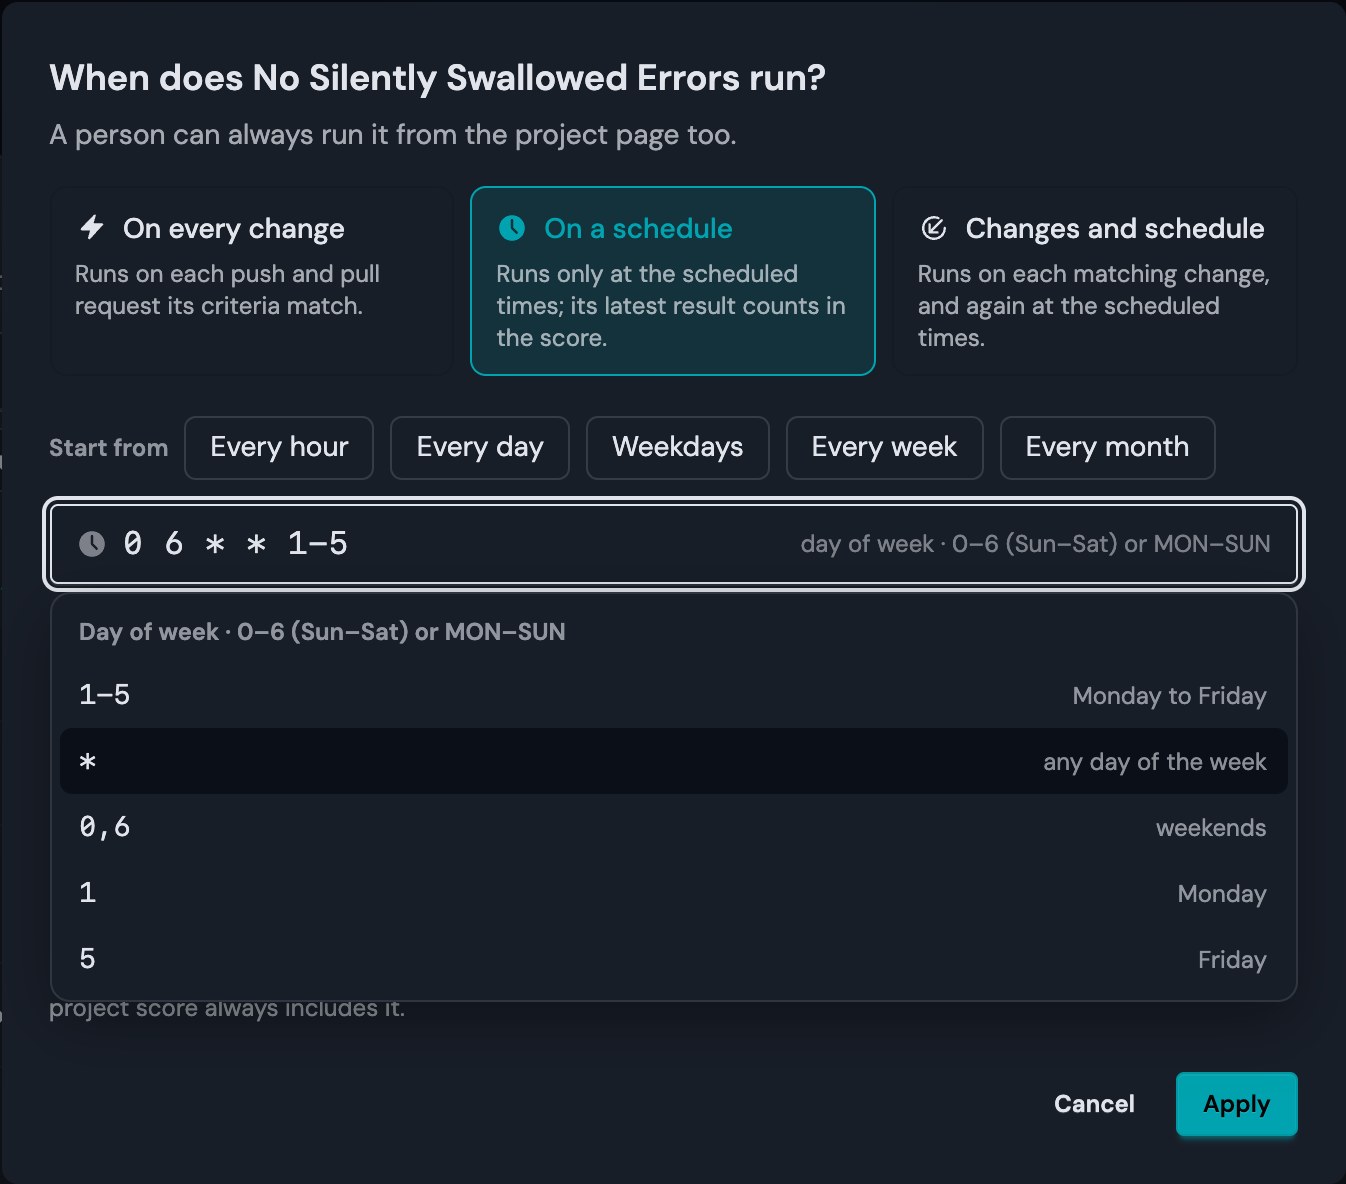 When does No Silently Swallowed Errors run?
A person can always run it from the project page too.
On every change
Runs on each push and pull
request its criteria match.
On a schedule
Runs only at the scheduled
times; its latest result counts in
the score.
Changes and schedule
Runs on each matching change,
and again at the scheduled
times.
Start from
Every hour
Every day
Weekdays
Every week
Every month
0 6 * * 1–5
day of week · 0–6 (Sun–Sat) or MON–SUN
Day of week · 0–6 (Sun–Sat) or MON–SUN
1–5 Monday to Friday
* any day of the week
0,6 weekends
1 Monday
5 Friday
project score always includes it.
Cancel
Apply